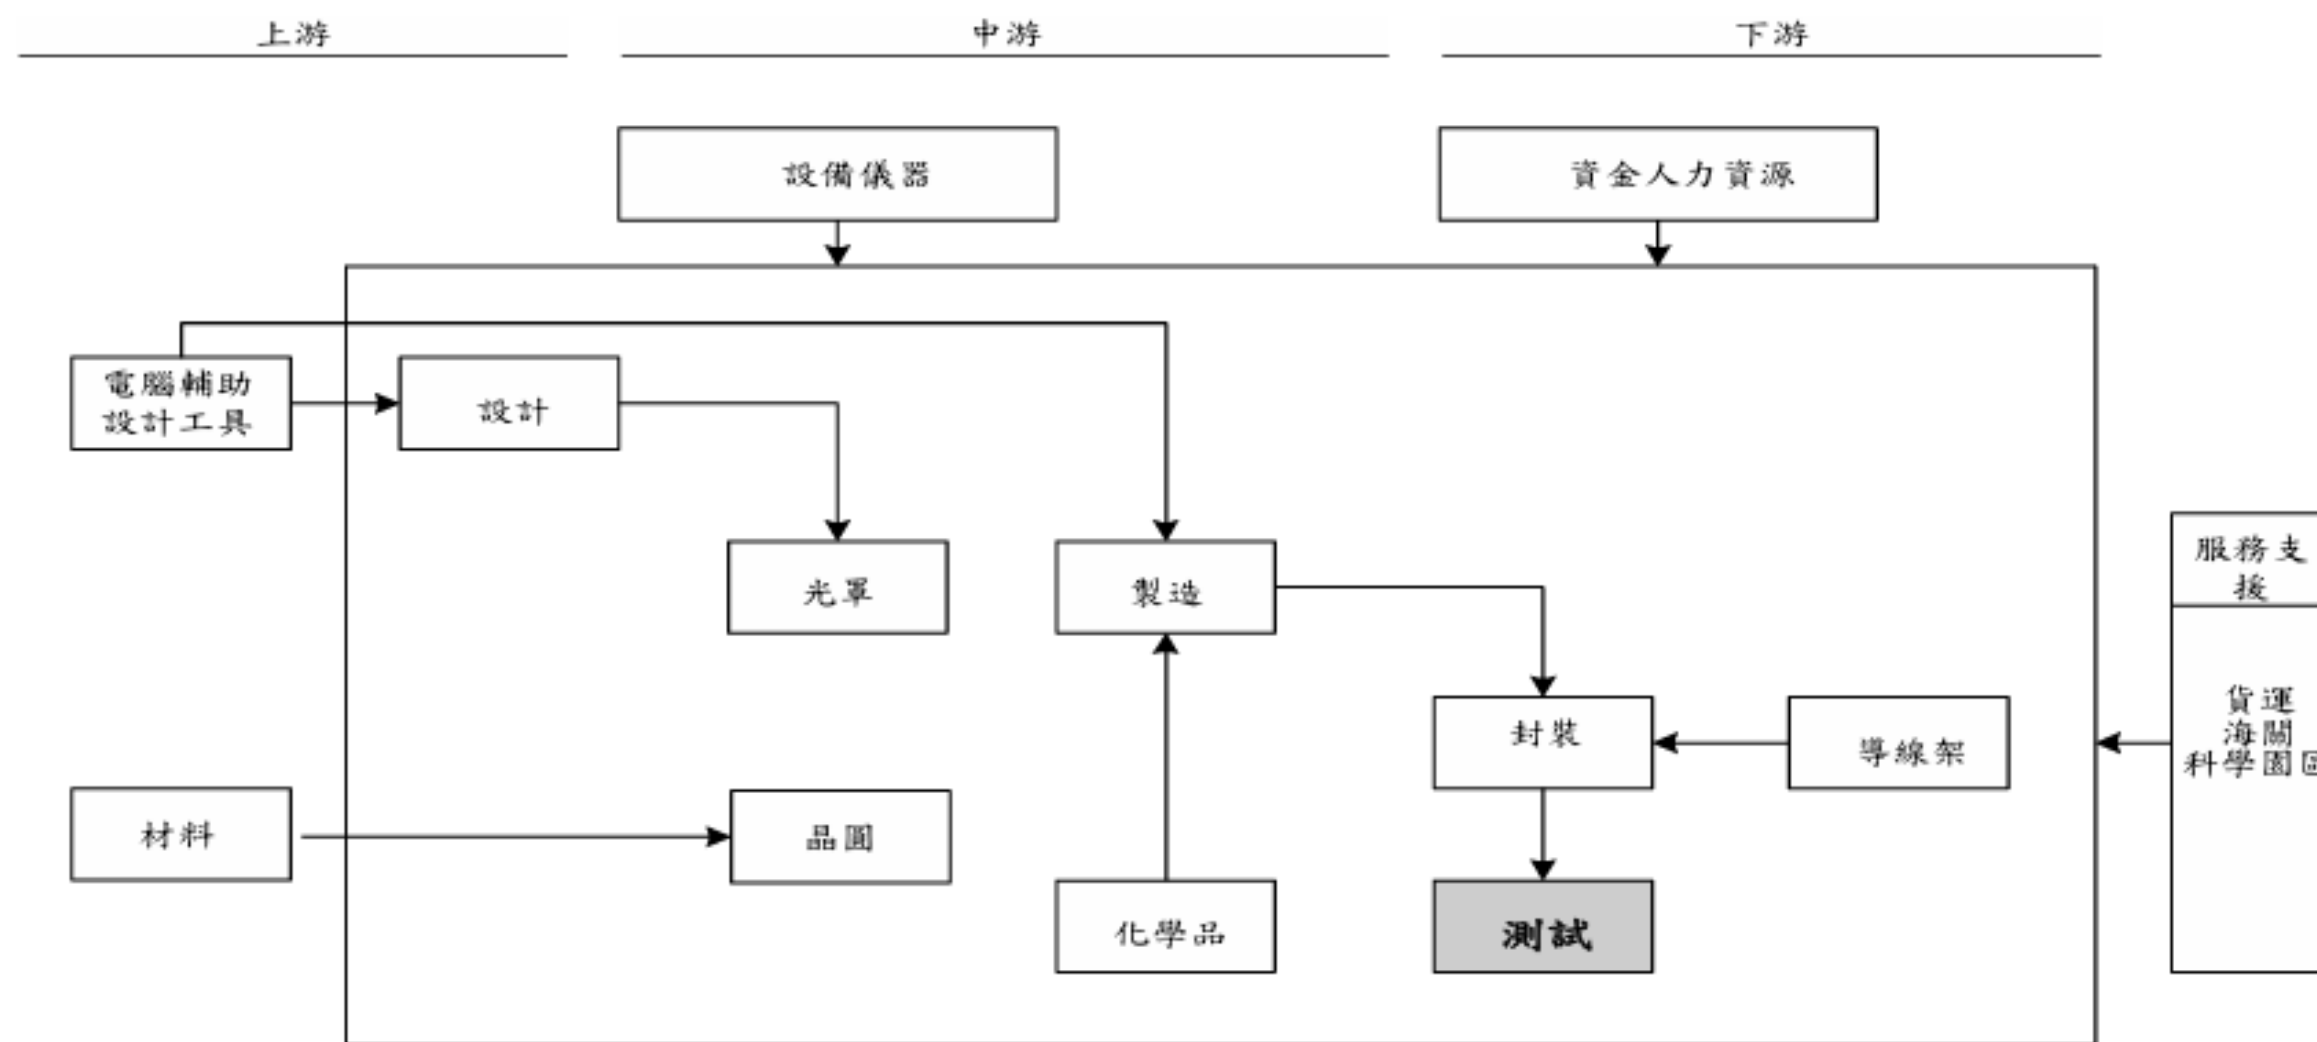 上游
中游
下游
設備儀器
資金人力資源
電腦輔助
設計工具
設計
光罩
製造
服務支
援
封裝
導線架
貨運
海關
科學園區
材料
晶圓
化學品
測試